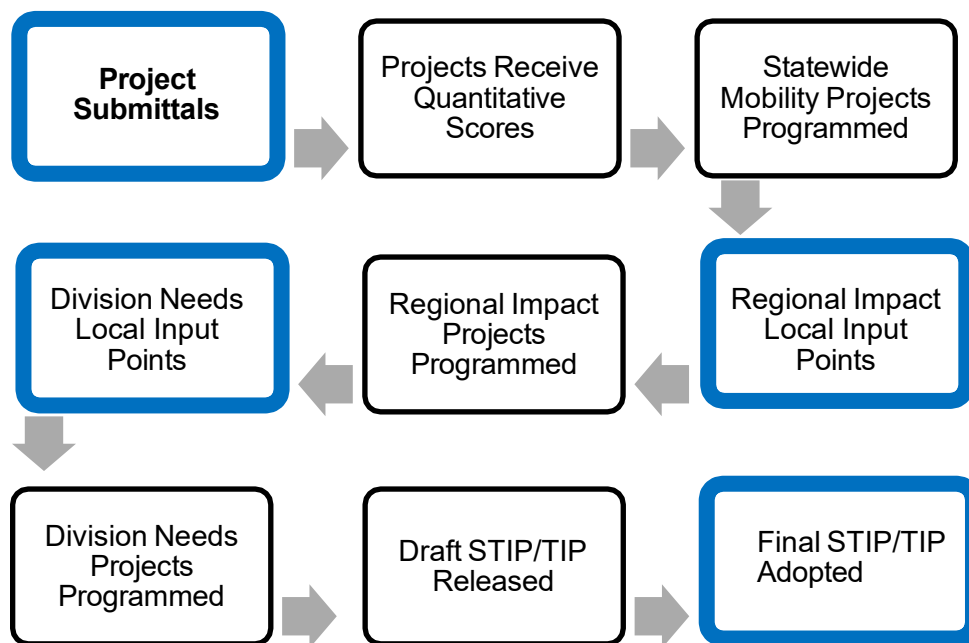 Project
Submittals
Projects Receive
Quantitative
Scores
Statewide
Mobility Projects
Programmed
Division Needs
Local Input
Points
Regional Impact
Projects
Programmed
Regional Impact
Local Input
Points
Division Needs
Projects
Programmed
Draft STIP/TIP
Released
Final STIP/TIP
Adopted